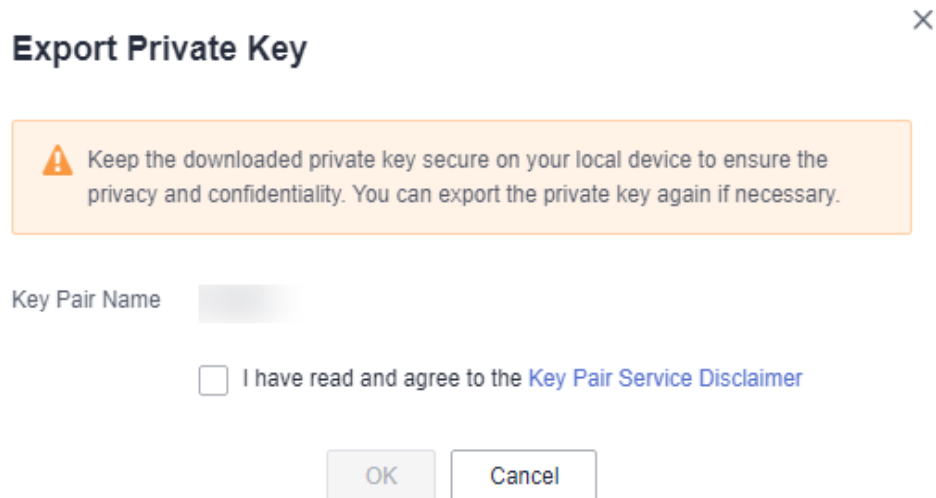 Export Private Key
Keep the downloaded private key secure on your local device to ensure the
privacy and confidentiality. You can export the private key again if necessary.
Key Pair Name
I have read and agree to the Key Pair Service Disclaimer
OK
Cancel